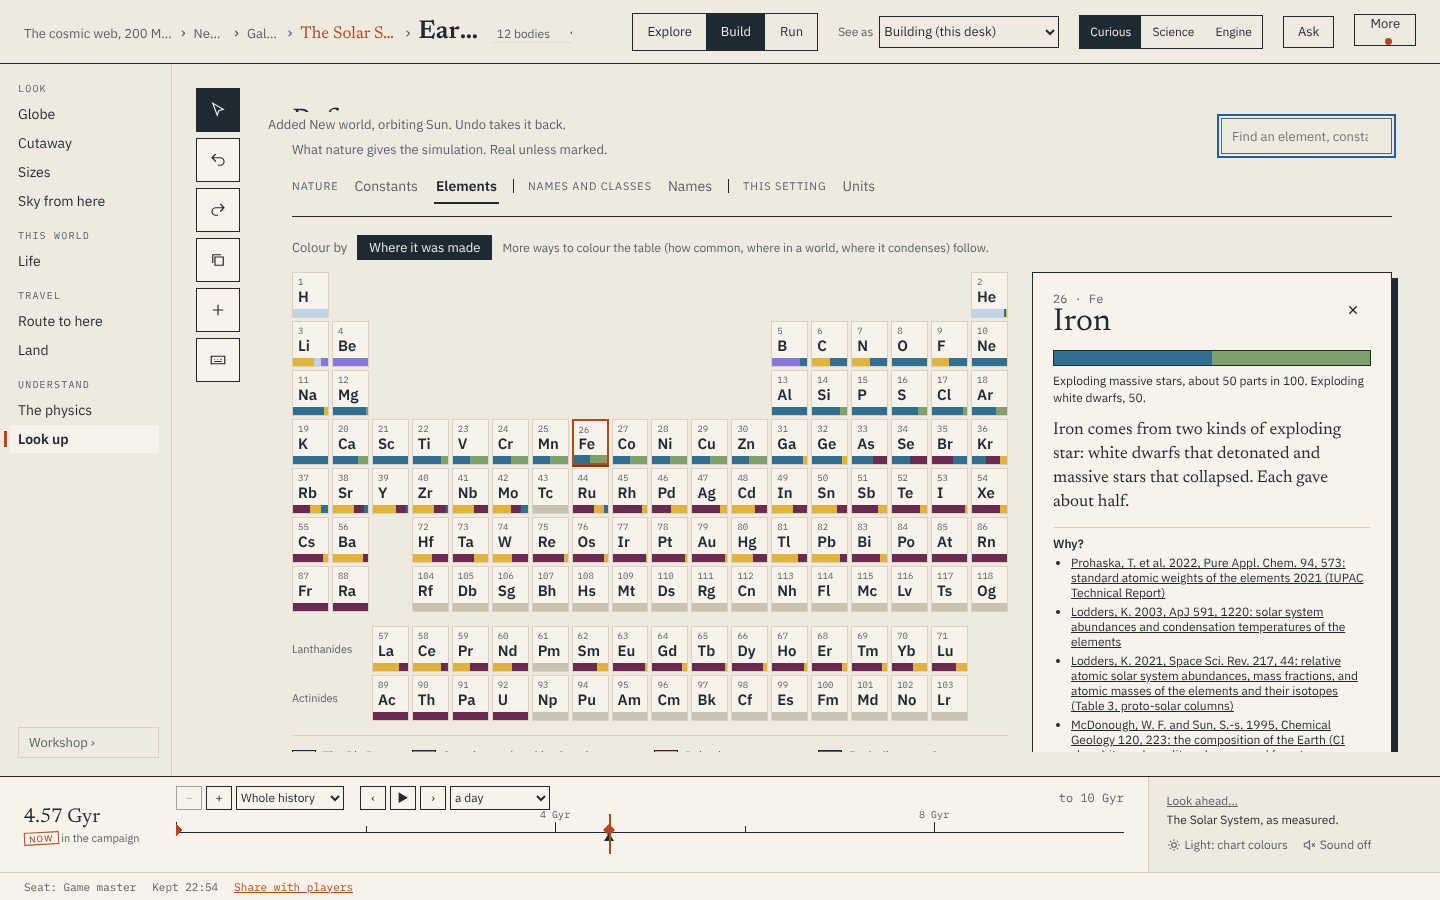 The cosmic web, 200 M... › Ne... › Gal... › The Solar S... › Ear... 12 bodies
Explore Build Run See as Building (this desk) Curious Science Engine Ask More
LOOK
Globe
Cutaway
Sizes
Sky from here
THIS WORLD
Life
TRAVEL
Route to here
Land
UNDERSTAND
The physics
Look up
Workshop ›
Added New world, orbiting Sun. Undo takes it back.
What nature gives the simulation. Real unless marked.
Find an element, consta
NATURE Constants Elements NAMES AND CLASSES Names THIS SETTING Units
Colour by Where it was made More ways to colour the table (how common, where in a world, where it condenses) follow.
1 2
H He
3 4 5 6 7 8 9 10
Li Be B C N O F Ne
11 12 13 14 15 16 17 18
Na Mg Al Si P S Cl Ar
19 20 21 22 23 24 25 26 27 28 29 30 31 32 33 34 35 36
K Ca Sc Ti V Cr Mn Fe Co Ni Cu Zn Ga Ge As Se Br Kr
37 38 39 40 41 42 43 44 45 46 47 48 49 50 51 52 53 54
Rb Sr Y Zr Nb Mo Tc Ru Rh Pd Ag Cd In Sn Sb Te I Xe
55 56 72 73 74 75 76 77 78 79 80 81 82 83 84 85 86
Cs Ba Hf Ta W Re Os Ir Pt Au Hg Tl Pb Bi Po At Rn
87 88 104 105 106 107 108 109 110 111 112 113 114 115 116 117 118
Fr Ra Rf Db Sg Bh Hs Mt Ds Rg Cn Nh Fl Mc Lv Ts Og
57 58 59 60 61 62 63 64 65 66 67 68 69 70 71
Lanthanides La Ce Pr Nd Pm Sm Eu Gd Tb Dy Ho Er Tm Yb Lu
89 90 91 92 93 94 95 96 97 98 99 100 101 102 103
Actinides Ac Th Pa U Np Pu Am Cm Bk Cf Es Fm Md No Lr
26 · Fe
Iron
×
Exploding massive stars, about 50 parts in 100. Exploding
white dwarfs, 50.
Iron comes from two kinds of exploding
star: white dwarfs that detonated and
massive stars that collapsed. Each gave
about half.
Why?
• Prohaska, T. et al. 2022, Pure Appl. Chem. 94, 573:
standard atomic weights of the elements 2021 (IUPAC
Technical Report)
• Lodders, K. 2003, ApJ 591, 1220: solar system
abundances and condensation temperatures of the
elements
• Lodders, K. 2021, Space Sci. Rev. 217, 44: relative
atomic solar system abundances, mass fractions, and
atomic masses of the elements and their isotopes
(Table 3, proto-solar columns)
• McDonough, W. F. and Sun, S.-s. 1995, Chemical
Geology 120, 223: the composition of the Earth (CI
4.57 Gyr
NOW in the campaign
− + Whole history ‹ ▶ › a day
to 10 Gyr
4 Gyr 8 Gyr
Look ahead...
The Solar System, as measured.
Light: chart colours Sound off
Seat: Game master Kept 22:54 Share with players